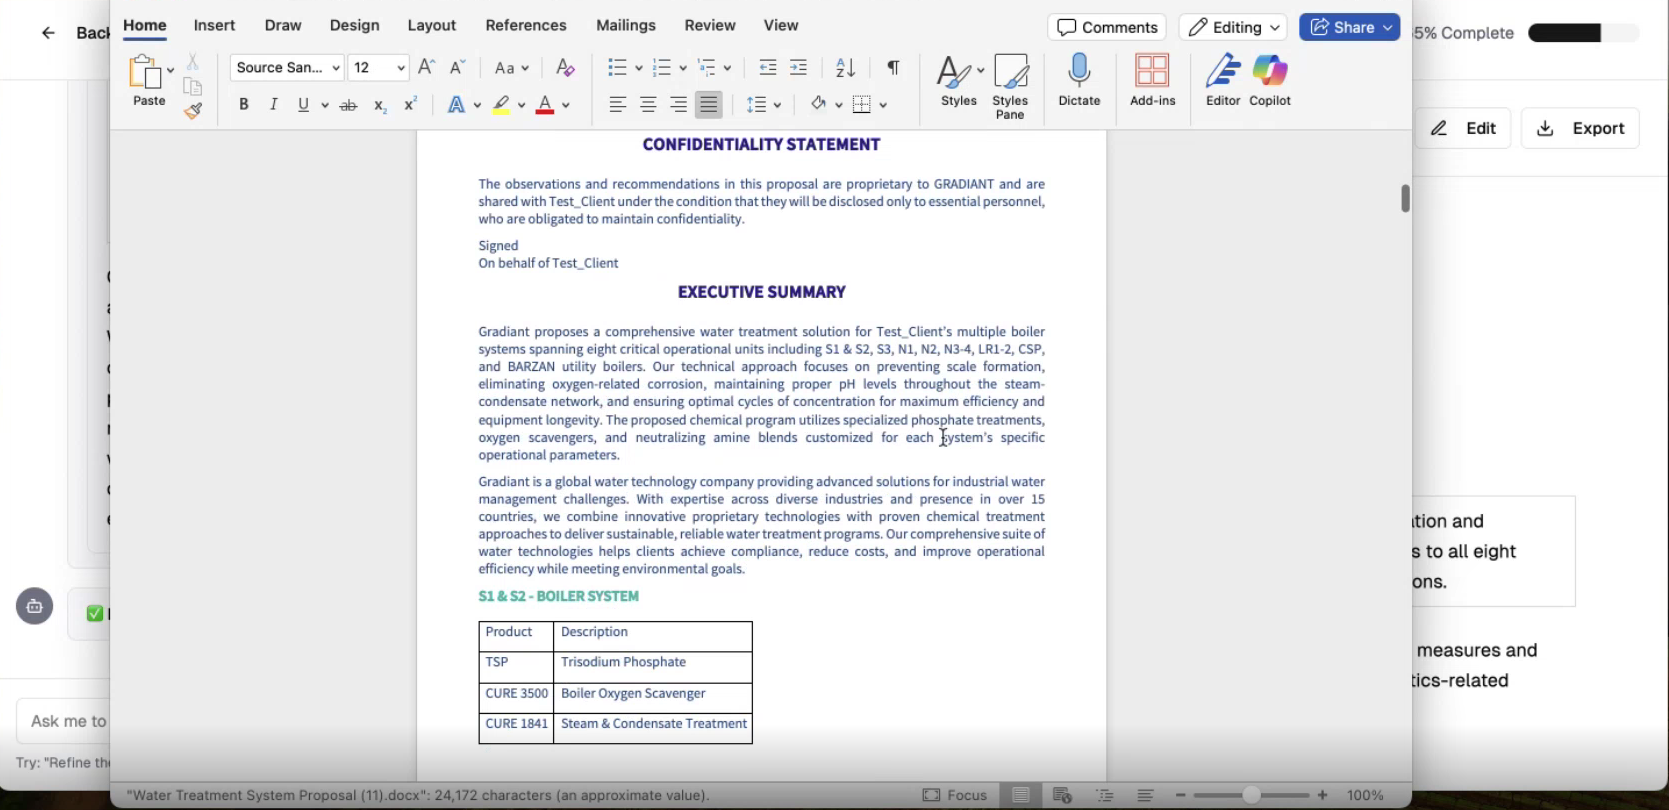 Back
Home Insert Draw Design Layout References Mailings Review View
Comments Editing Share
5% Complete
Paste
Source San... 12
Aa
B I U ab x2 x2 A A
Styles
Styles Pane
Dictate
Add-ins
Editor
Copilot
Edit Export
CONFIDENTIALITY STATEMENT
The observations and recommendations in this proposal are proprietary to GRADIANT and are
shared with Test_Client under the condition that they will be disclosed only to essential personnel,
who are obligated to maintain confidentiality.
Signed
On behalf of Test_Client
EXECUTIVE SUMMARY
Gradiant proposes a comprehensive water treatment solution for Test_Client's multiple boiler
systems spanning eight critical operational units including S1 & S2, S3, N1, N2, N3-4, LR1-2, CSP,
and BARZAN utility boilers. Our technical approach focuses on preventing scale formation,
eliminating oxygen-related corrosion, maintaining proper pH levels throughout the steam-
condensate network, and ensuring optimal cycles of concentration for maximum efficiency and
equipment longevity. The proposed chemical program utilizes specialized phosphate treatments,
oxygen scavengers, and neutralizing amine blends customized for each system's specific
operational parameters.
Gradiant is a global water technology company providing advanced solutions for industrial water
management challenges. With expertise across diverse industries and presence in over 15
countries, we combine innovative proprietary technologies with proven chemical treatment
approaches to deliver sustainable, reliable water treatment programs. Our comprehensive suite of
water technologies helps clients achieve compliance, reduce costs, and improve operational
efficiency while meeting environmental goals.
S1 & S2 - BOILER SYSTEM
Product Description
TSP Trisodium Phosphate
CURE 3500 Boiler Oxygen Scavenger
CURE 1841 Steam & Condensate Treatment
and
s to all eight
ons.
measures and
tics-related
Ask me to
Try: "Refine the
"Water Treatment System Proposal (11).docx": 24,172 characters (an approximate value).
Focus
100%